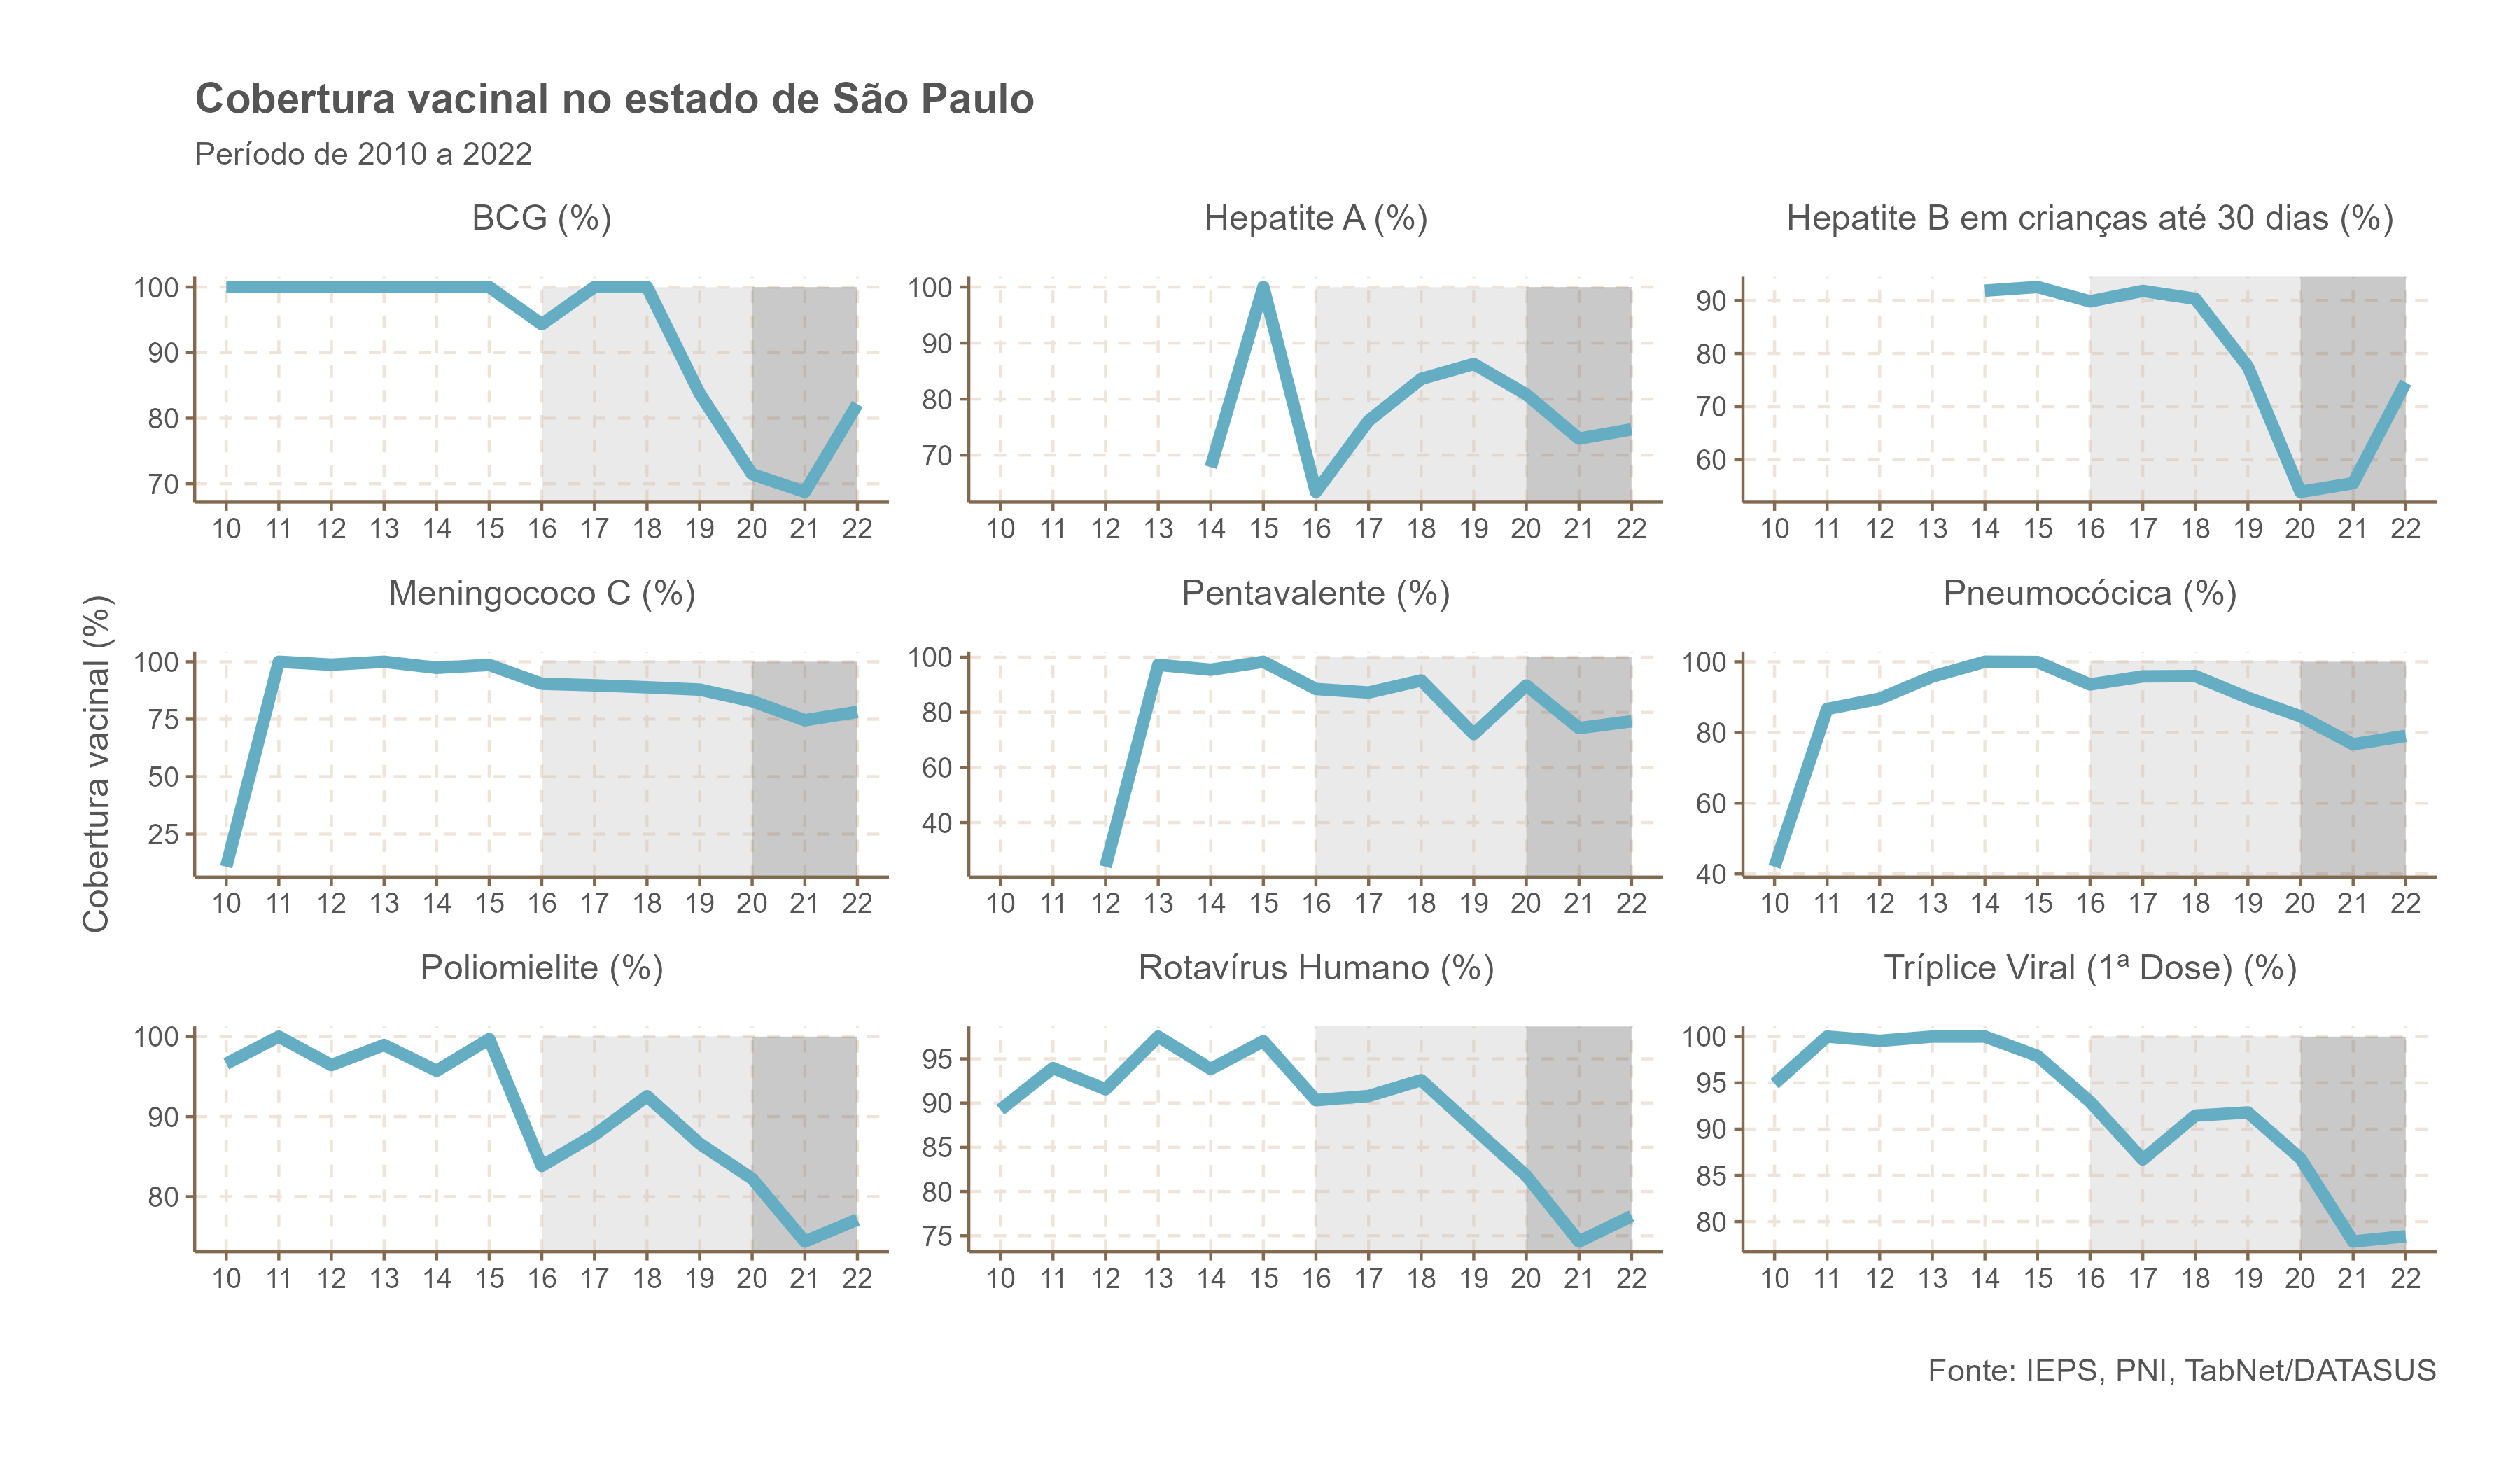 Cobertura vacinal no estado de São Paulo
Período de 2010 a 2022
Cobertura vacinal (%)
BCG (%)
100
90
80
70
10 11 12 13 14 15 16 17 18 19 20 21 22
Hepatite A (%)
100
90
80
70
10 11 12 13 14 15 16 17 18 19 20 21 22
Hepatite B em crianças até 30 dias (%)
90
80
70
60
10 11 12 13 14 15 16 17 18 19 20 21 22
Meningococo C (%)
100
75
50
25
10 11 12 13 14 15 16 17 18 19 20 21 22
Pentavalente (%)
100
80
60
40
10 11 12 13 14 15 16 17 18 19 20 21 22
Pneumocócica (%)
100
80
60
40
10 11 12 13 14 15 16 17 18 19 20 21 22
Poliomielite (%)
100
90
80
10 11 12 13 14 15 16 17 18 19 20 21 22
Rotavírus Humano (%)
95
90
85
80
75
10 11 12 13 14 15 16 17 18 19 20 21 22
Tríplice Viral (1ª Dose) (%)
100
95
90
85
80
10 11 12 13 14 15 16 17 18 19 20 21 22
Fonte: IEPS, PNI, TabNet/DATASUS